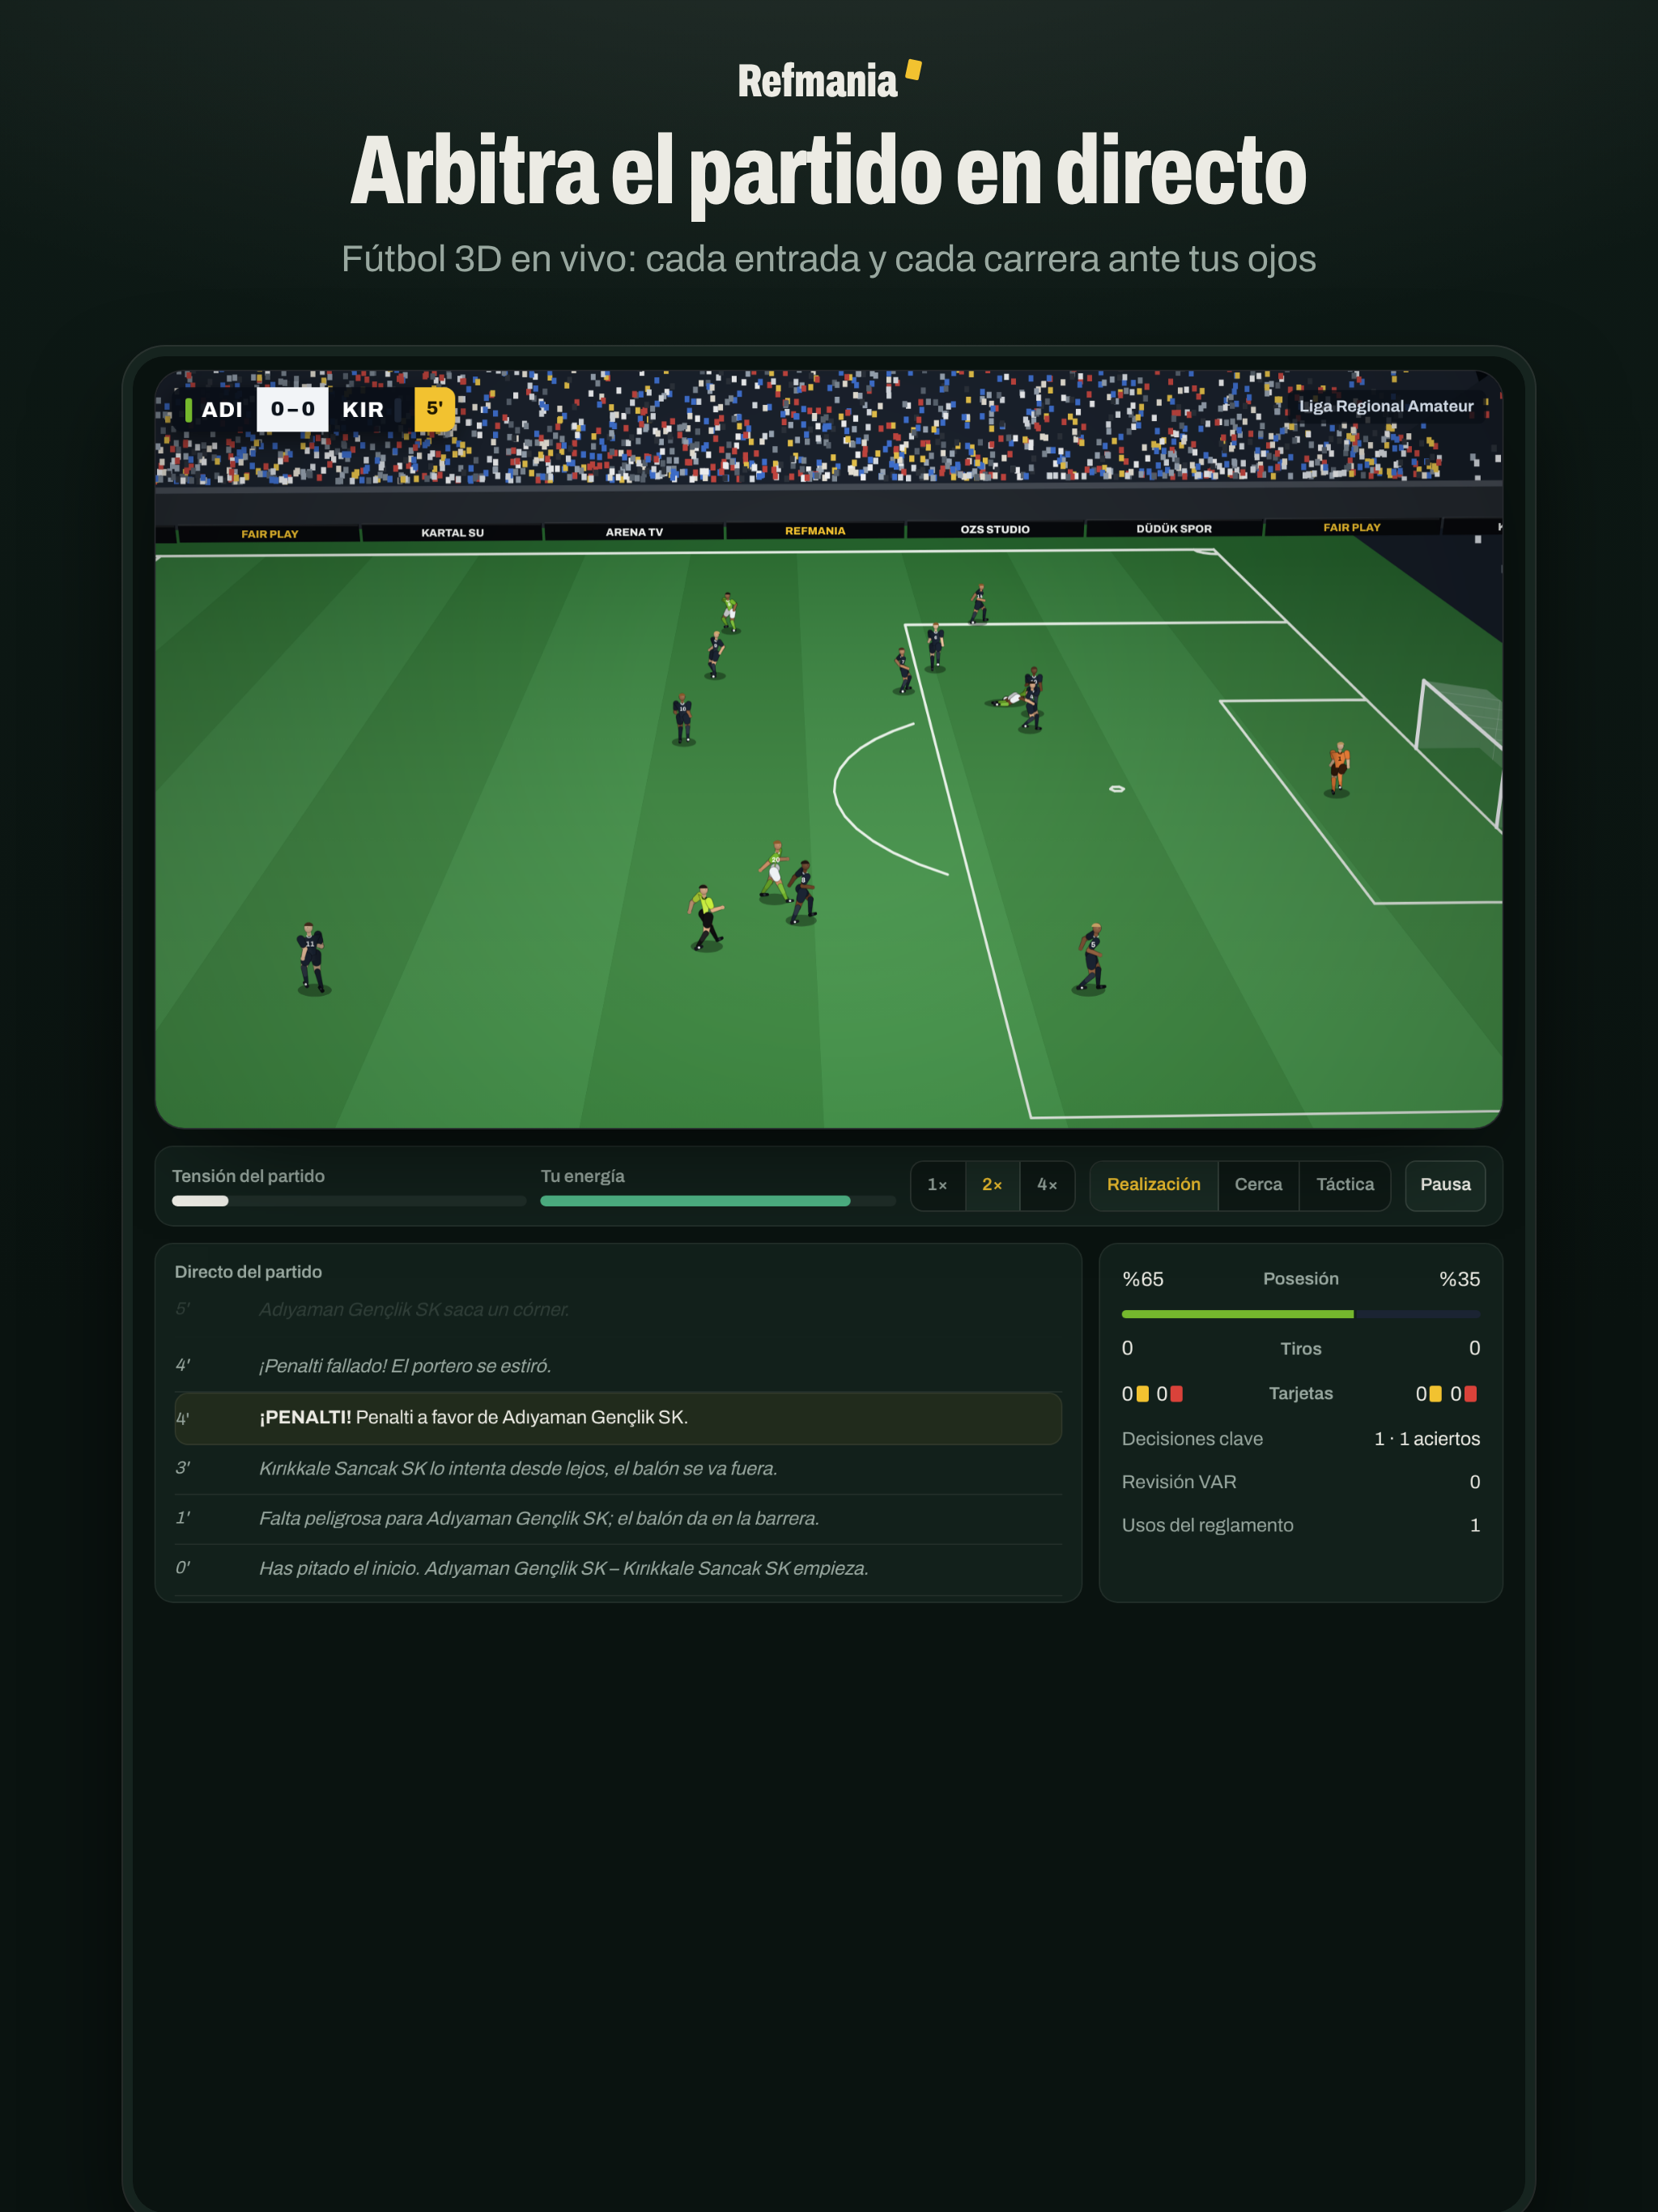 Refmania
Arbitra el partido en directo
Fútbol 3D en vivo: cada entrada y cada carrera ante tus ojos
ADI 0–0 KIR 5'
Liga Regional Amateur
FAIR PLAY KARTAL SU ARENA TV REFMANIA OZS STUDIO DÜDÜK SPOR FAIR PLAY K
10
20
11
5
Tensión del partido
Tu energía
1× 2× 4×
Realización Cerca Táctica
Pausa
Directo del partido
5' Adıyaman Gençlik SK saca un córner.
4' ¡Penalti fallado! El portero se estiró.
4' ¡PENALTI! Penalti a favor de Adıyaman Gençlik SK.
3' Kırıkkale Sancak SK lo intenta desde lejos, el balón se va fuera.
1' Falta peligrosa para Adıyaman Gençlik SK; el balón da en la barrera.
0' Has pitado el inicio. Adıyaman Gençlik SK – Kırıkkale Sancak SK empieza.
%65 Posesión %35
0 Tiros 0
0 0 Tarjetas 0 0
Decisiones clave 1 · 1 aciertos
Revisión VAR 0
Usos del reglamento 1